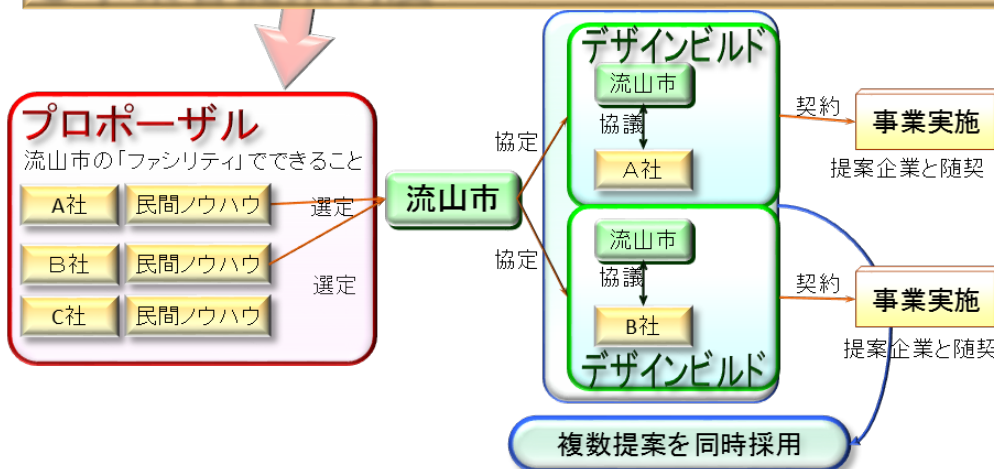 プロポーザル
流山市の「ファシリティ」でできること
A社 民間ノウハウ
B社 民間ノウハウ
C社 民間ノウハウ
選定
選定
流山市
協定
協定
デザインビルド
流山市
協議
A社
流山市
協議
B社
デザインビルド
契約
事業実施
提案企業と随契
契約
事業実施
提案企業と随契
複数提案を同時採用